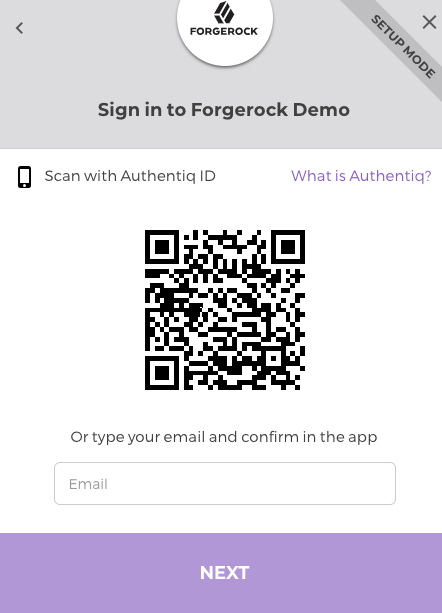 FORGEROCK
SETUP MODE
Sign in to Forgerock Demo
Scan with Authentiq ID
What is Authentiq?
Or type your email and confirm in the app
Email
NEXT